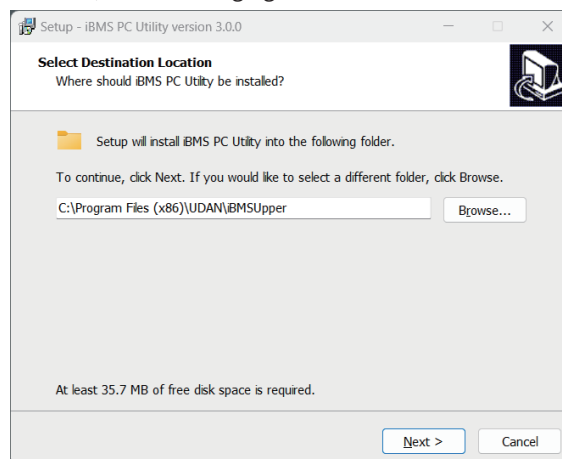 Setup - iBMS PC Utility version 3.0.0
Select Destination Location
Where should iBMS PC Utility be installed?
Setup will install iBMS PC Utility into the following folder.
To continue, click Next. If you would like to select a different folder, click Browse.
C:\Program Files (x86)\UDAN\iBMSUpper
Browse...
At least 35.7 MB of free disk space is required.
Next >
Cancel